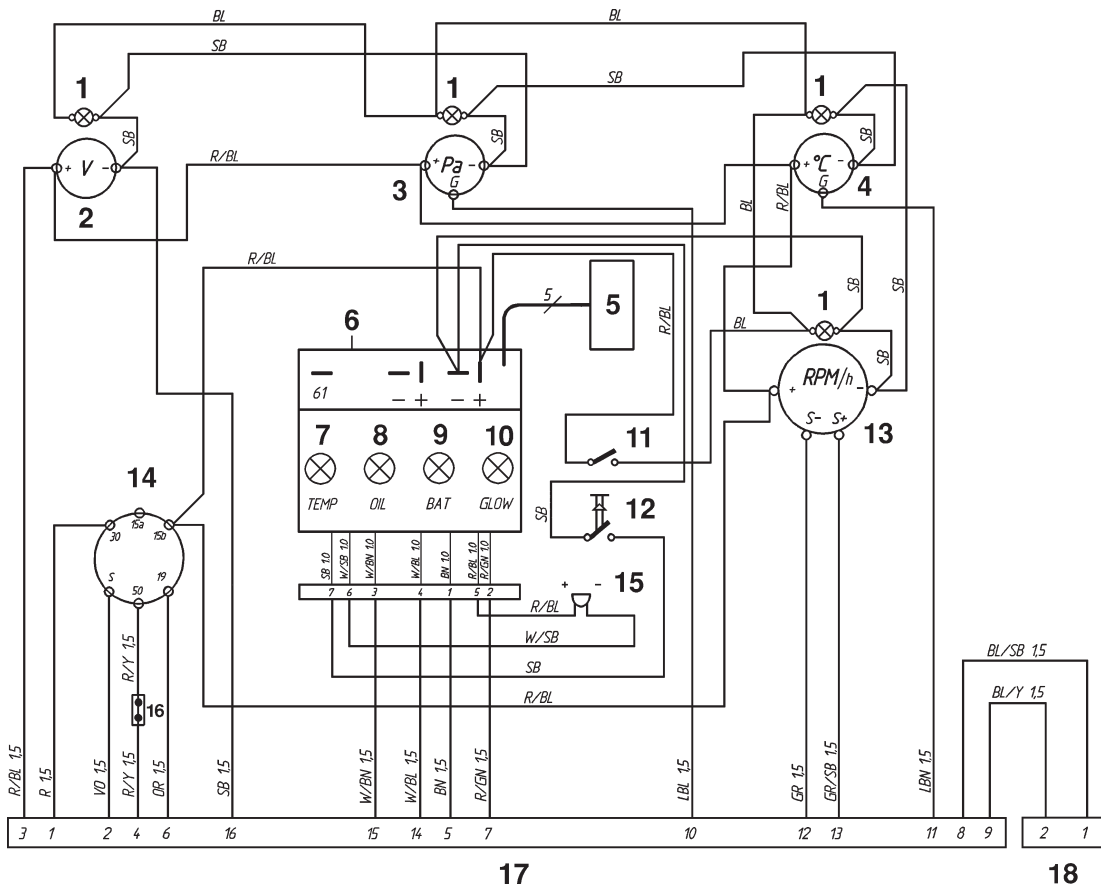 BL
BL
SB
SB
1
1
1
SB
SB
SB
+ V -
R/BL
+ Pa -
G
+ °C -
G
2
3
4
BL
R/BL
R/BL
5
5
R/BL
SB
SB
1
6
BL
SB
61
- + - +
RPM/h
+ -
S- S+
7 8 9 10
11
13
TEMP OIL BAT GLOW
14
12
SB
30 15a 15b
S 50 19
SB 1.0
W/SB 1.0
W/BN 1.0
W/BL 1.0
BN 1.0
R/BL 1.0
R/GN 1.0
7 6 3 4 1 5 2
+ -
15
R/BL
W/SB
SB
R/BL
R/Y 1,5
16
BL/SB 1,5
BL/Y 1,5
R/BL 1,5
R 1,5
VO 1,5
R/Y 1,5
OR 1,5
SB 1,5
W/BN 1,5
W/BL 1,5
BN 1,5
R/GN 1,5
LBL 1,5
GR 1,5
GR/SB 1,5
LBN 1,5
3 1 2 4 6 16 15 14 5 7 10 12 13 11 8 9
2 1
17
18